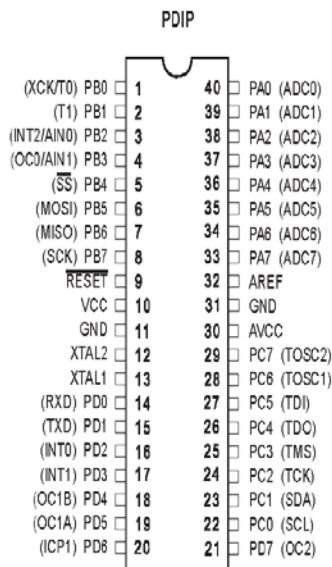 PDIP
(XCK/T0) PB0 1 40 PA0 (ADC0)
(T1) PB1 2 39 PA1 (ADC1)
(INT2/AIN0) PB2 3 38 PA2 (ADC2)
(OC0/AIN1) PB3 4 37 PA3 (ADC3)
(SS) PB4 5 36 PA4 (ADC4)
(MOSI) PB5 6 35 PA5 (ADC5)
(MISO) PB6 7 34 PA6 (ADC6)
(SCK) PB7 8 33 PA7 (ADC7)
RESET 9 32 AREF
VCC 10 31 GND
GND 11 30 AVCC
XTAL2 12 29 PC7 (TOSC2)
XTAL1 13 28 PC6 (TOSC1)
(RXD) PD0 14 27 PC5 (TDI)
(TXD) PD1 15 26 PC4 (TDO)
(INT0) PD2 16 25 PC3 (TMS)
(INT1) PD3 17 24 PC2 (TCK)
(OC1B) PD4 18 23 PC1 (SDA)
(OC1A) PD5 19 22 PC0 (SCL)
(ICP1) PD6 20 21 PD7 (OC2)